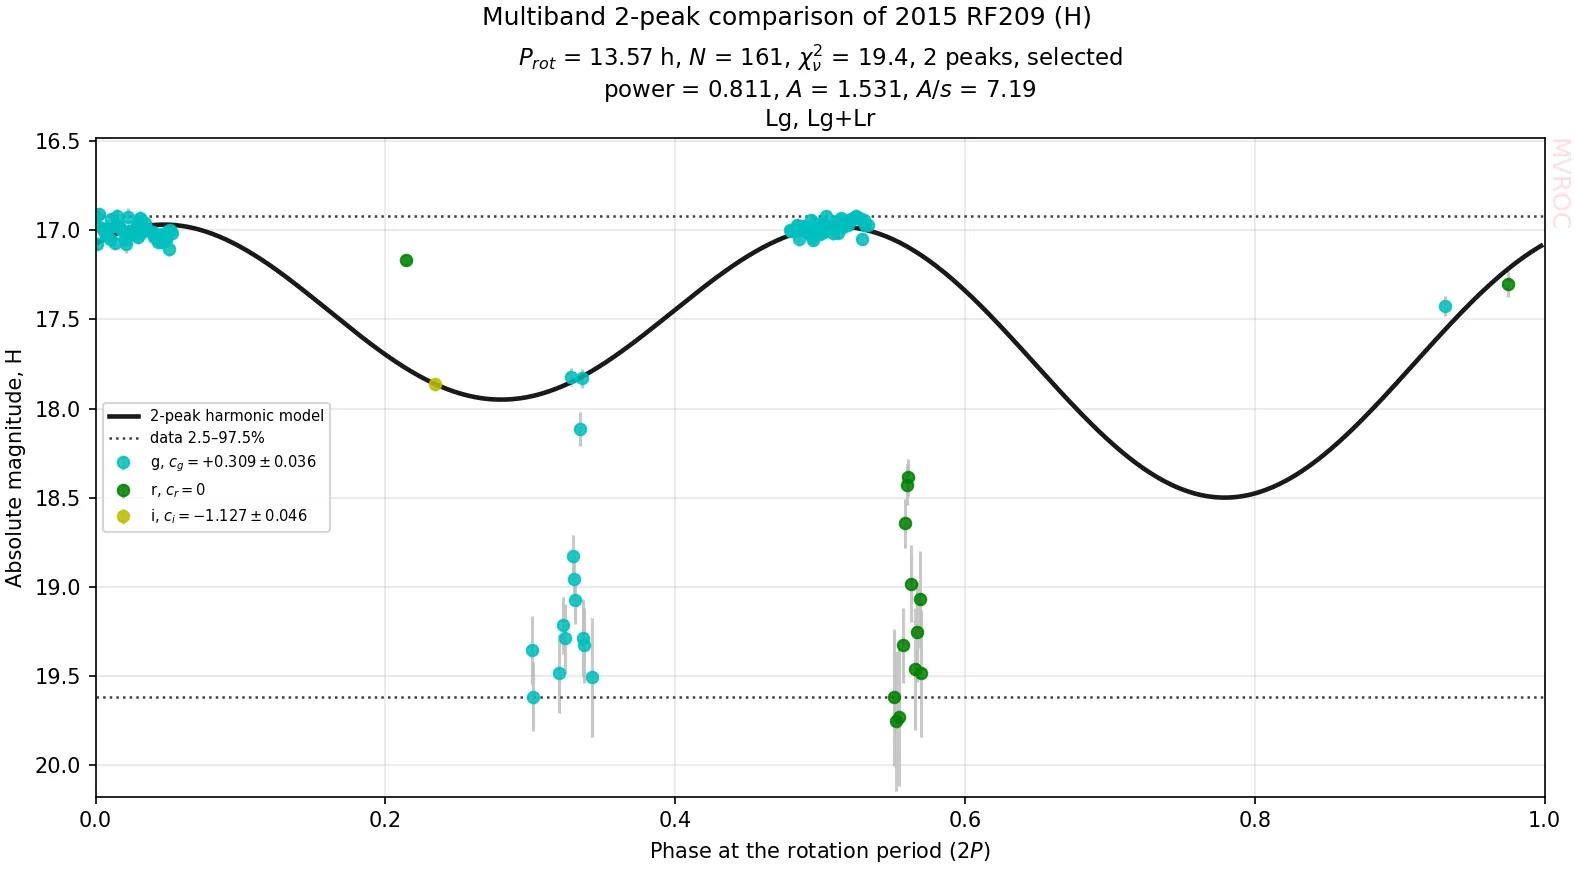 Multiband 2-peak comparison of 2015 RF209 (H)
P_rot = 13.57 h, N = 161, χ²_ν = 19.4, 2 peaks, selected
power = 0.811, A = 1.531, A/s = 7.19
Lg, Lg+Lr
MVROC
Absolute magnitude, H
16.5
17.0
17.5
18.0
18.5
19.0
19.5
20.0
2-peak harmonic model
data 2.5–97.5%
g, c_g = +0.309 ± 0.036
r, c_r = 0
i, c_i = −1.127 ± 0.046
0.0
0.2
0.4
0.6
0.8
1.0
Phase at the rotation period (2P)